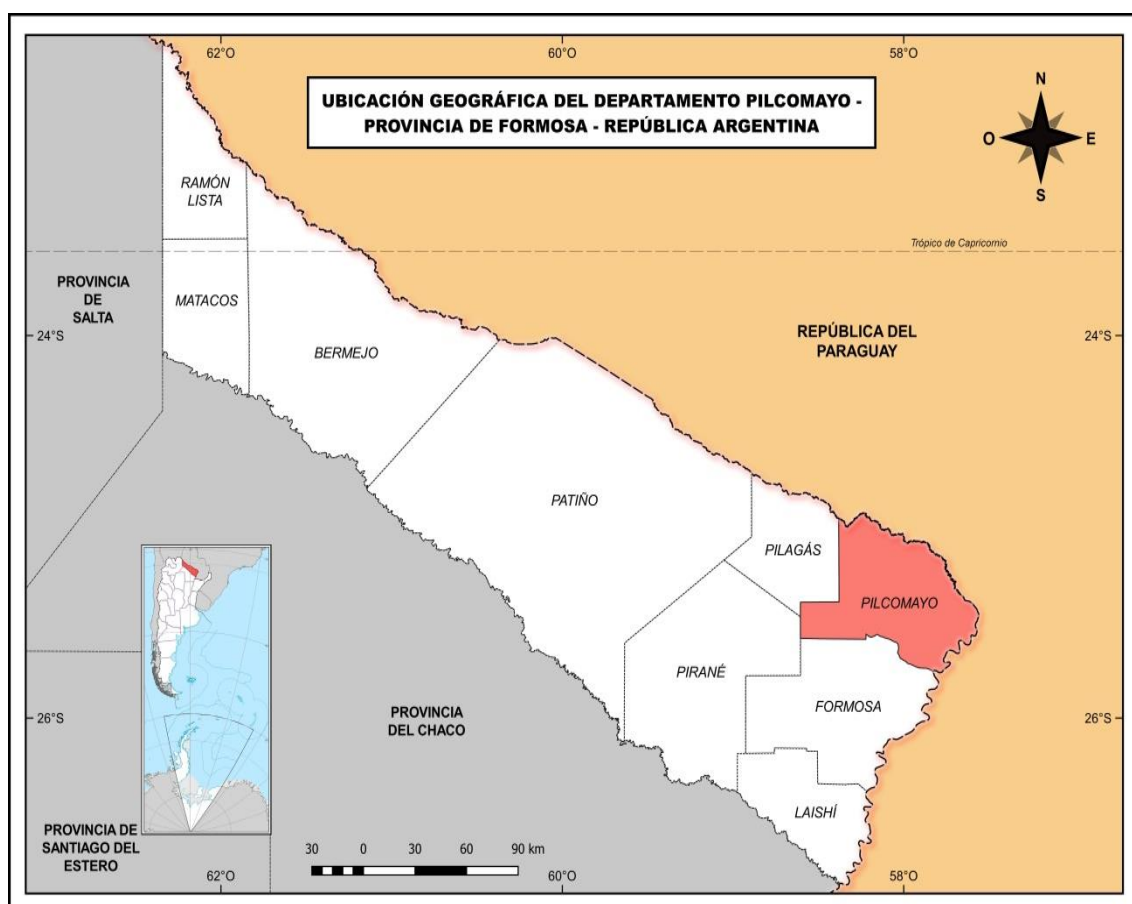 62°O
60°O
58°O
UBICACIÓN GEOGRÁFICA DEL DEPARTAMENTO PILCOMAYO -
PROVINCIA DE FORMOSA - REPÚBLICA ARGENTINA
N
O
E
S
RAMÓN
LISTA
Trópico de Capricornio
PROVINCIA
DE
SALTA
MATACOS
24°S
BERMEJO
REPÚBLICA DEL
PARAGUAY
24°S
PATIÑO
PILAGÁS
PILCOMAYO
PIRANÉ
FORMOSA
26°S
PROVINCIA
DEL CHACO
26°S
LAISHÍ
PROVINCIA DE
SANTIAGO DEL
ESTERO
30 0 30 60 90 km
62°O
60°O
58°O